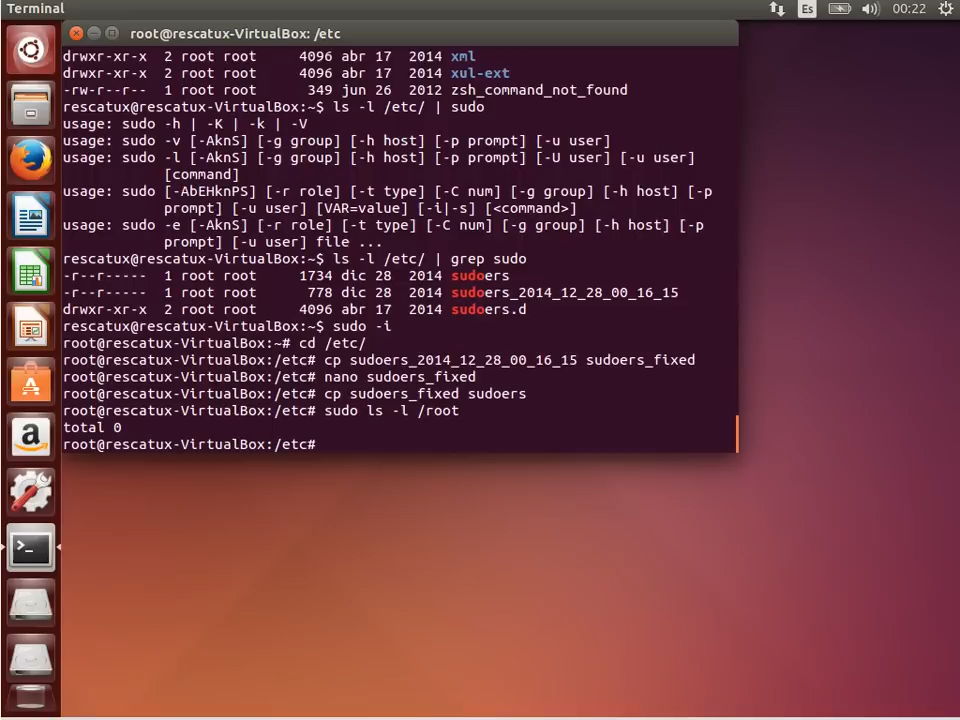 Terminal
Es
00:22
root@rescatux-VirtualBox: /etc
drwxr-xr-x  2 root root     4096 abr 17  2014 xml
drwxr-xr-x  2 root root     4096 abr 17  2014 xul-ext
-rw-r--r--  1 root root      349 jun 26  2012 zsh_command_not_found
rescatux@rescatux-VirtualBox:~$ ls -l /etc/ | sudo
usage: sudo -h | -K | -k | -V
usage: sudo -v [-AknS] [-g group] [-h host] [-p prompt] [-u user]
usage: sudo -l [-AknS] [-g group] [-h host] [-p prompt] [-U user] [-u user]
            [command]
usage: sudo [-AbEHknPS] [-r role] [-t type] [-C num] [-g group] [-h host] [-p
            prompt] [-u user] [VAR=value] [-i|-s] [<command>]
usage: sudo -e [-AknS] [-r role] [-t type] [-C num] [-g group] [-h host] [-p
            prompt] [-u user] file ...
rescatux@rescatux-VirtualBox:~$ ls -l /etc/ | grep sudo
-r--r-----  1 root root     1734 dic 28  2014 sudoers
-r--r-----  1 root root      778 dic 28  2014 sudoers_2014_12_28_00_16_15
drwxr-xr-x  2 root root     4096 abr 17  2014 sudoers.d
rescatux@rescatux-VirtualBox:~$ sudo -i
root@rescatux-VirtualBox:~# cd /etc/
root@rescatux-VirtualBox:/etc# cp sudoers_2014_12_28_00_16_15 sudoers_fixed
root@rescatux-VirtualBox:/etc# nano sudoers_fixed
root@rescatux-VirtualBox:/etc# cp sudoers_fixed sudoers
root@rescatux-VirtualBox:/etc# sudo ls -l /root
total 0
root@rescatux-VirtualBox:/etc#